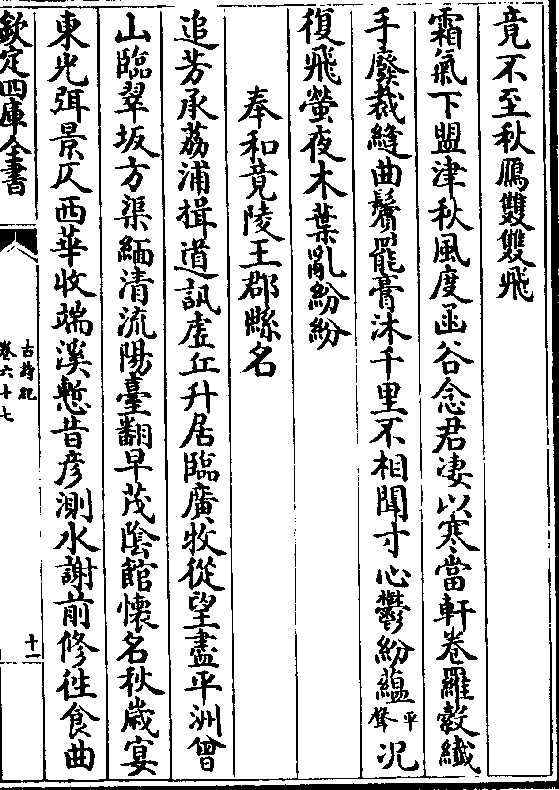 竟不至秋鴈雙雙飛
霜氣下盟津秋風度函谷念君淒以寒當軒卷羅縠纖
手廢裁縫曲鬢罷膏沐千里不相聞寸心鬱紛蘊平聲况
復飛螢夜木葉亂紛紛
奉和竟陵王郡縣名
追芳承荔浦揖道訊虛丘升居臨廣牧從望盡平洲曾
山臨翠坂方渠緬清流陽臺翻早茂陰館懷名秋歲宴
東光弭景仄西華收端溪慙昔彦測水謝前修往食曲
欽定四庫全書
古詩紀
卷六十七
十一